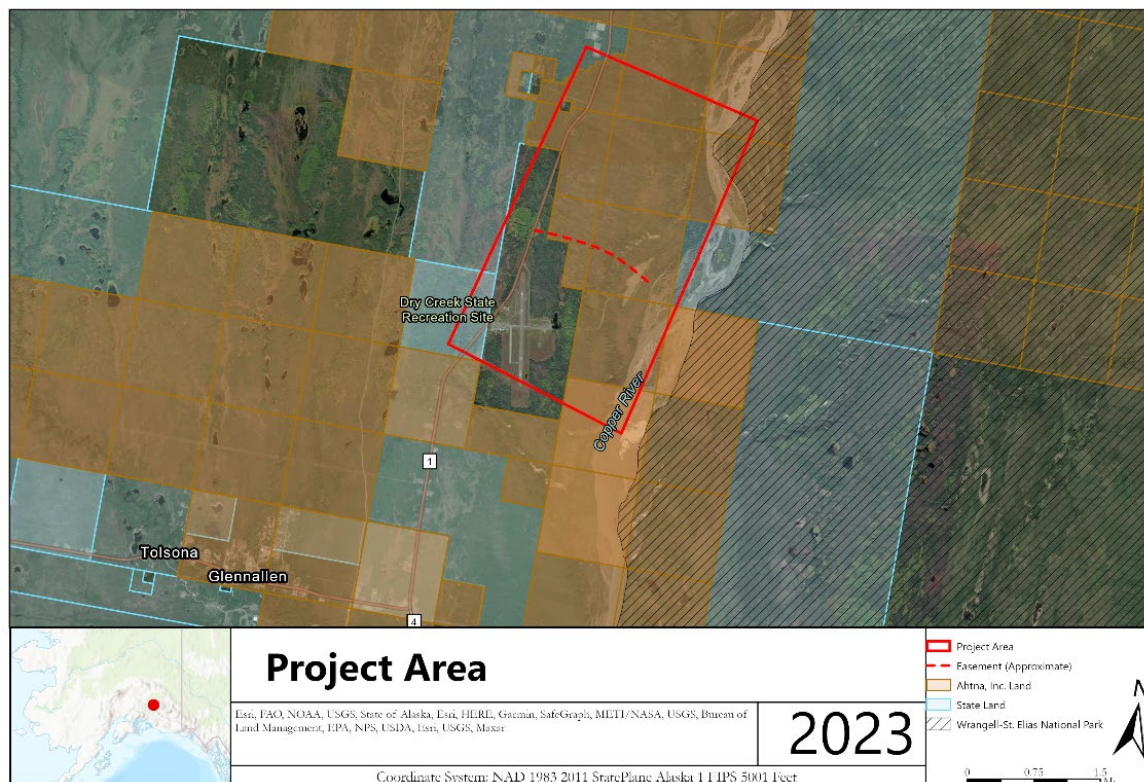 Dry Creek State
Recreation Site
Copper River
1
Tolsona
Glennallen
4
Project Area
Esri, FAO, NOAA, USGS, State of Alaska, Esri, HERE, Garmin, SafeGraph, METI/NASA, USGS, Bureau of
Land Management, EPA, NPS, USDA, Esri, USGS, Maxar
2023
Coordinate System: NAD 1983 2011 StatePlane Alaska 1 FIPS 5001 Feet
Project Area
Easement (Approximate)
Ahtna, Inc. Land
State Land
Wrangell-St. Elias National Park
N
0 0.75 1.5